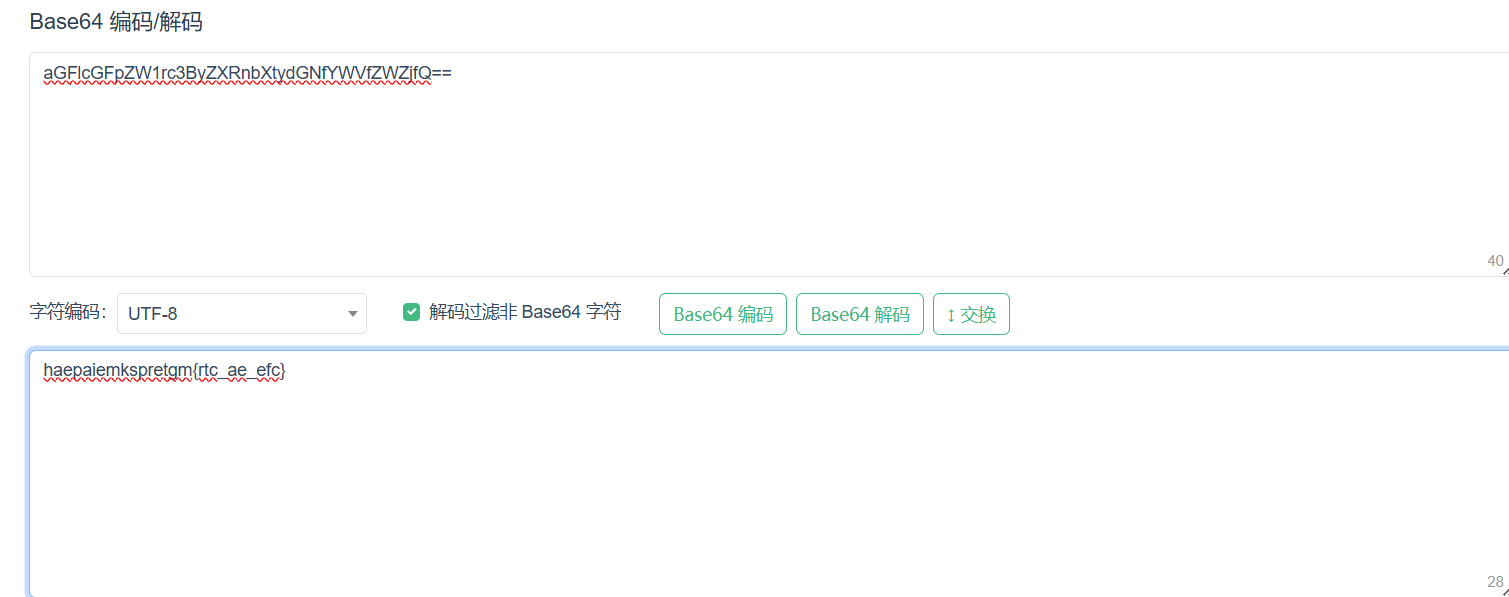 Base64 编码/解码
aGFlcGFpZW1rc3ByZXRnbXtydGNfYWVfZWZjfQ==
40
字符编码： UTF-8 解码过滤非 Base64 字符 Base64 编码 Base64 解码 ↕ 交换
haepaiemkspretgm{rtc_ae_efc}
28